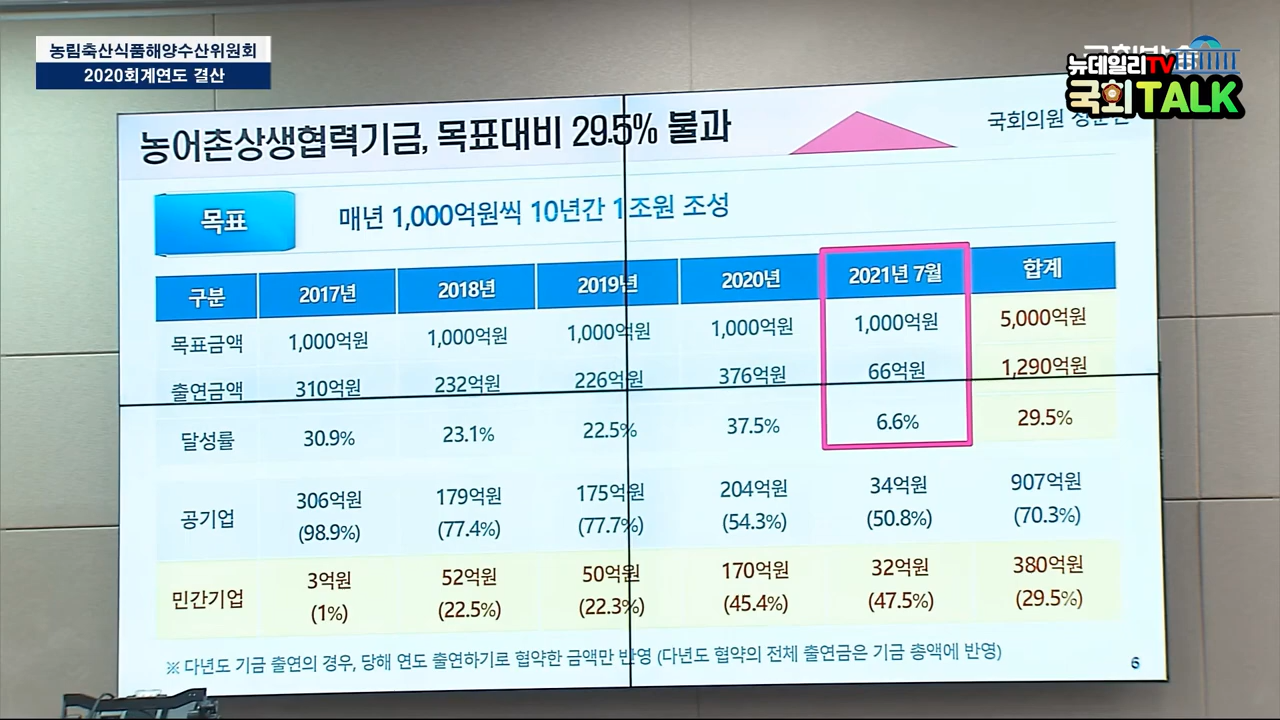 농림축산식품해양수산위원회
2020회계연도 결산
뉴데일리TV
국회TALK
농어촌상생협력기금, 목표대비 29.5% 불과
국회의원
목표
매년 1,000억원씩 10년간 1조원 조성
구분 2017년 2018년 2019년 2020년 2021년 7월 합계
목표금액 1,000억원 1,000억원 1,000억원 1,000억원 1,000억원 5,000억원
출연금액 310억원 232억원 226억원 376억원 66억원 1,290억원
달성률 30.9% 23.1% 22.5% 37.5% 6.6% 29.5%
공기업 306억원 179억원 175억원 204억원 34억원 907억원
(98.9%) (77.4%) (77.7%) (54.3%) (50.8%) (70.3%)
민간기업 3억원 52억원 50억원 170억원 32억원 380억원
(1%) (22.5%) (22.3%) (45.4%) (47.5%) (29.5%)
※ 다년도 기금 출연의 경우, 당해 연도 출연하기로 협약한 금액만 반영 (다년도 협약의 전체 출연금은 기금 총액에 반영)
6